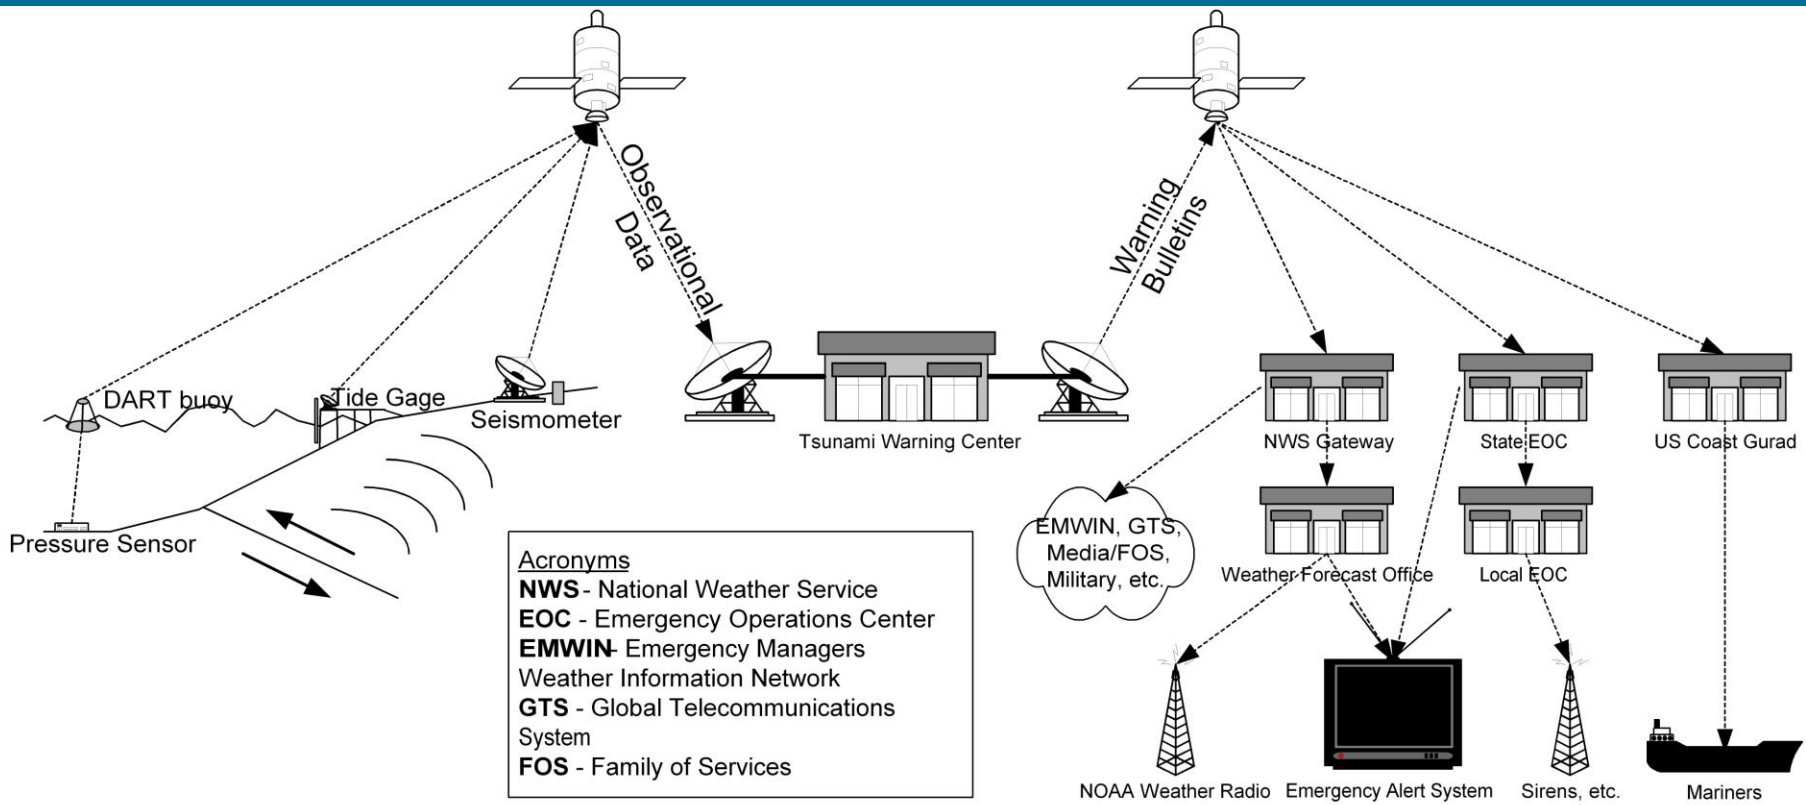 Observational
Data
Warning
Bulletins
DART buoy
Tide Gage
Seismometer
Pressure Sensor
Tsunami Warning Center
NWS Gateway
State EOC
US Coast Gurad
EMWIN, GTS,
Media/FOS,
Military, etc.
Weather Forecast Office
Local EOC
Acronyms
NWS - National Weather Service
EOC - Emergency Operations Center
EMWIN- Emergency Managers
Weather Information Network
GTS - Global Telecommunications
System
FOS - Family of Services
NOAA Weather Radio
Emergency Alert System
Sirens, etc.
Mariners